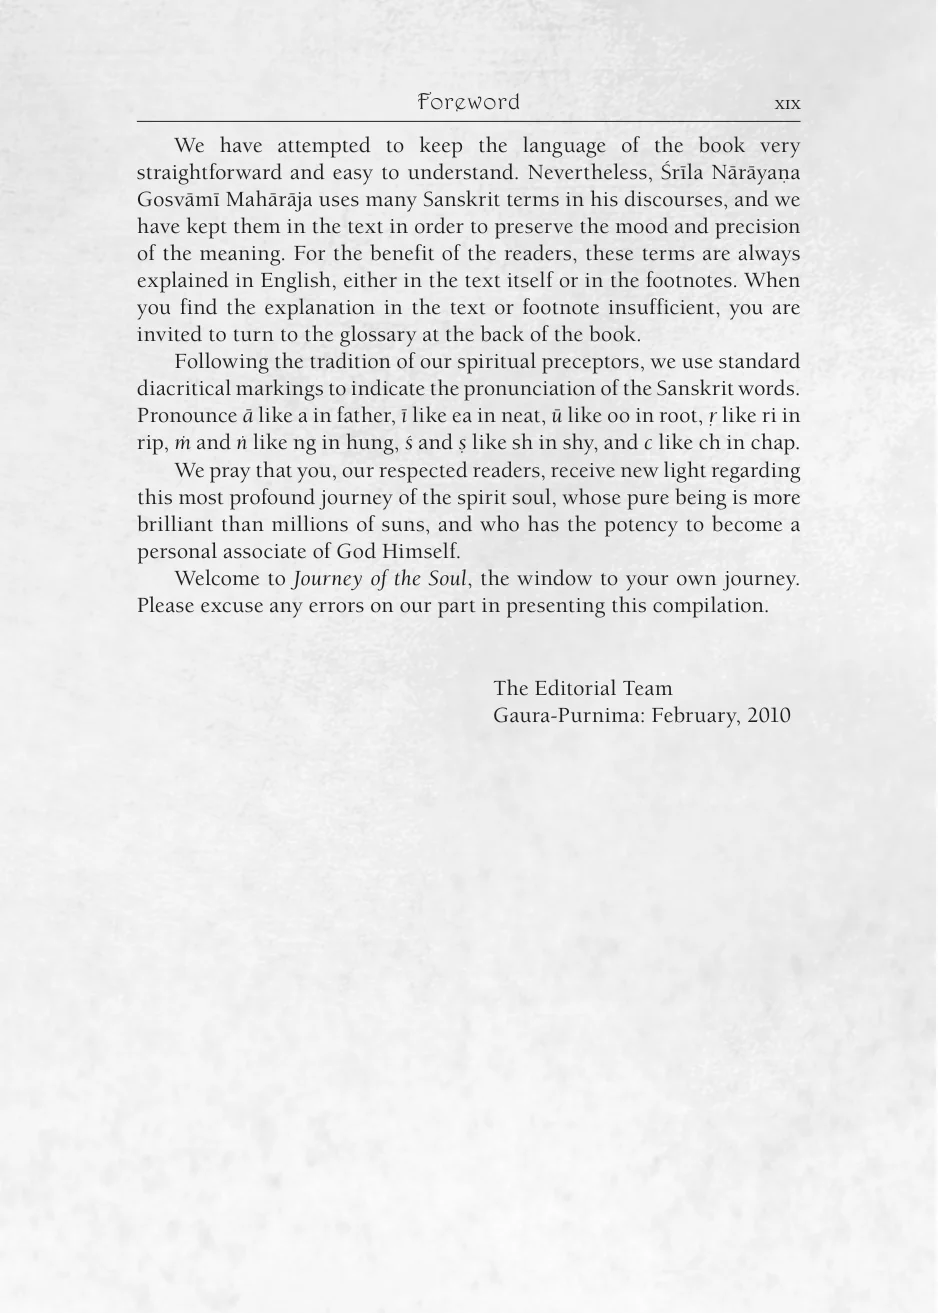 Foreword XIX
We have attempted to keep the language of the book very
straightforward and easy to understand. Nevertheless, Śrīla Nārāyaṇa
Gosvāmī Mahārāja uses many Sanskrit terms in his discourses, and we
have kept them in the text in order to preserve the mood and precision
of the meaning. For the benefit of the readers, these terms are always
explained in English, either in the text itself or in the footnotes. When
you find the explanation in the text or footnote insufficient, you are
invited to turn to the glossary at the back of the book.
Following the tradition of our spiritual preceptors, we use standard
diacritical markings to indicate the pronunciation of the Sanskrit words.
Pronounce ā like a in father, ī like ea in neat, ū like oo in root, ṛ like ri in
rip, ṁ and ṅ like ng in hung, ś and ṣ like sh in shy, and c like ch in chap.
We pray that you, our respected readers, receive new light regarding
this most profound journey of the spirit soul, whose pure being is more
brilliant than millions of suns, and who has the potency to become a
personal associate of God Himself.
Welcome to Journey of the Soul, the window to your own journey.
Please excuse any errors on our part in presenting this compilation.
The Editorial Team
Gaura-Purnima: February, 2010